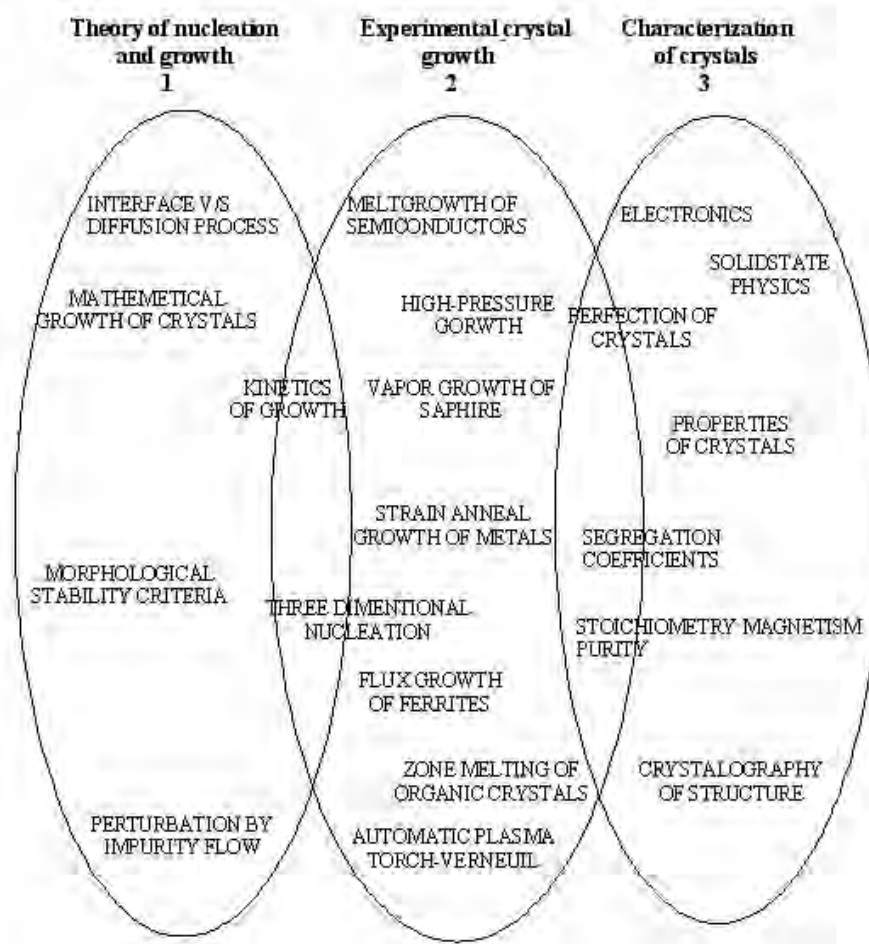 Theory of nucleation
and growth
1
Experimental crystal
growth
2
Characterization
of crystals
3
INTERFACE V/S
DIFFUSION PROCESS
MATHEMETICAL
GROWTH OF CRYSTALS
KINETICS
OF GROWTH
MORPHOLOGICAL
STABILITY CRITERIA
THREE DIMENTIONAL
NUCLEATION
PERTURBATION BY
IMPURITY FLOW
MELTGROWTH OF
SEMICONDUCTORS
HIGH-PRESSURE
GORWTH
VAPOR GROWTH OF
SAPHIRE
STRAIN ANNEAL
GROWTH OF METALS
FLUX GROWTH
OF FERRITES
ZONE MELTING OF
ORGANIC CRYSTALS
AUTOMATIC PLASMA
TORCH-VERNEUIL
ELECTRONICS
SOLIDSTATE
PHYSICS
PERFECTION OF
CRYSTALS
PROPERTIES
OF CRYSTALS
SEGREGATION
COEFFICIENTS
STOICHIOMETRY MAGNETISM
PURITY
CRYSTALOGRAPHY
OF STRUCTURE